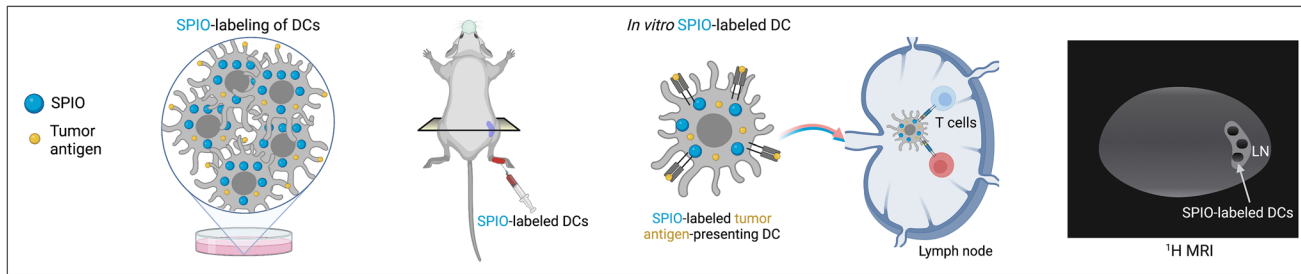 SPIO-labeling of DCs
SPIO
Tumor
antigen
SPIO-labeled DCs
In vitro SPIO-labeled DC
SPIO-labeled tumor
antigen-presenting DC
T cells
Lymph node
LN
SPIO-labeled DCs
¹H MRI